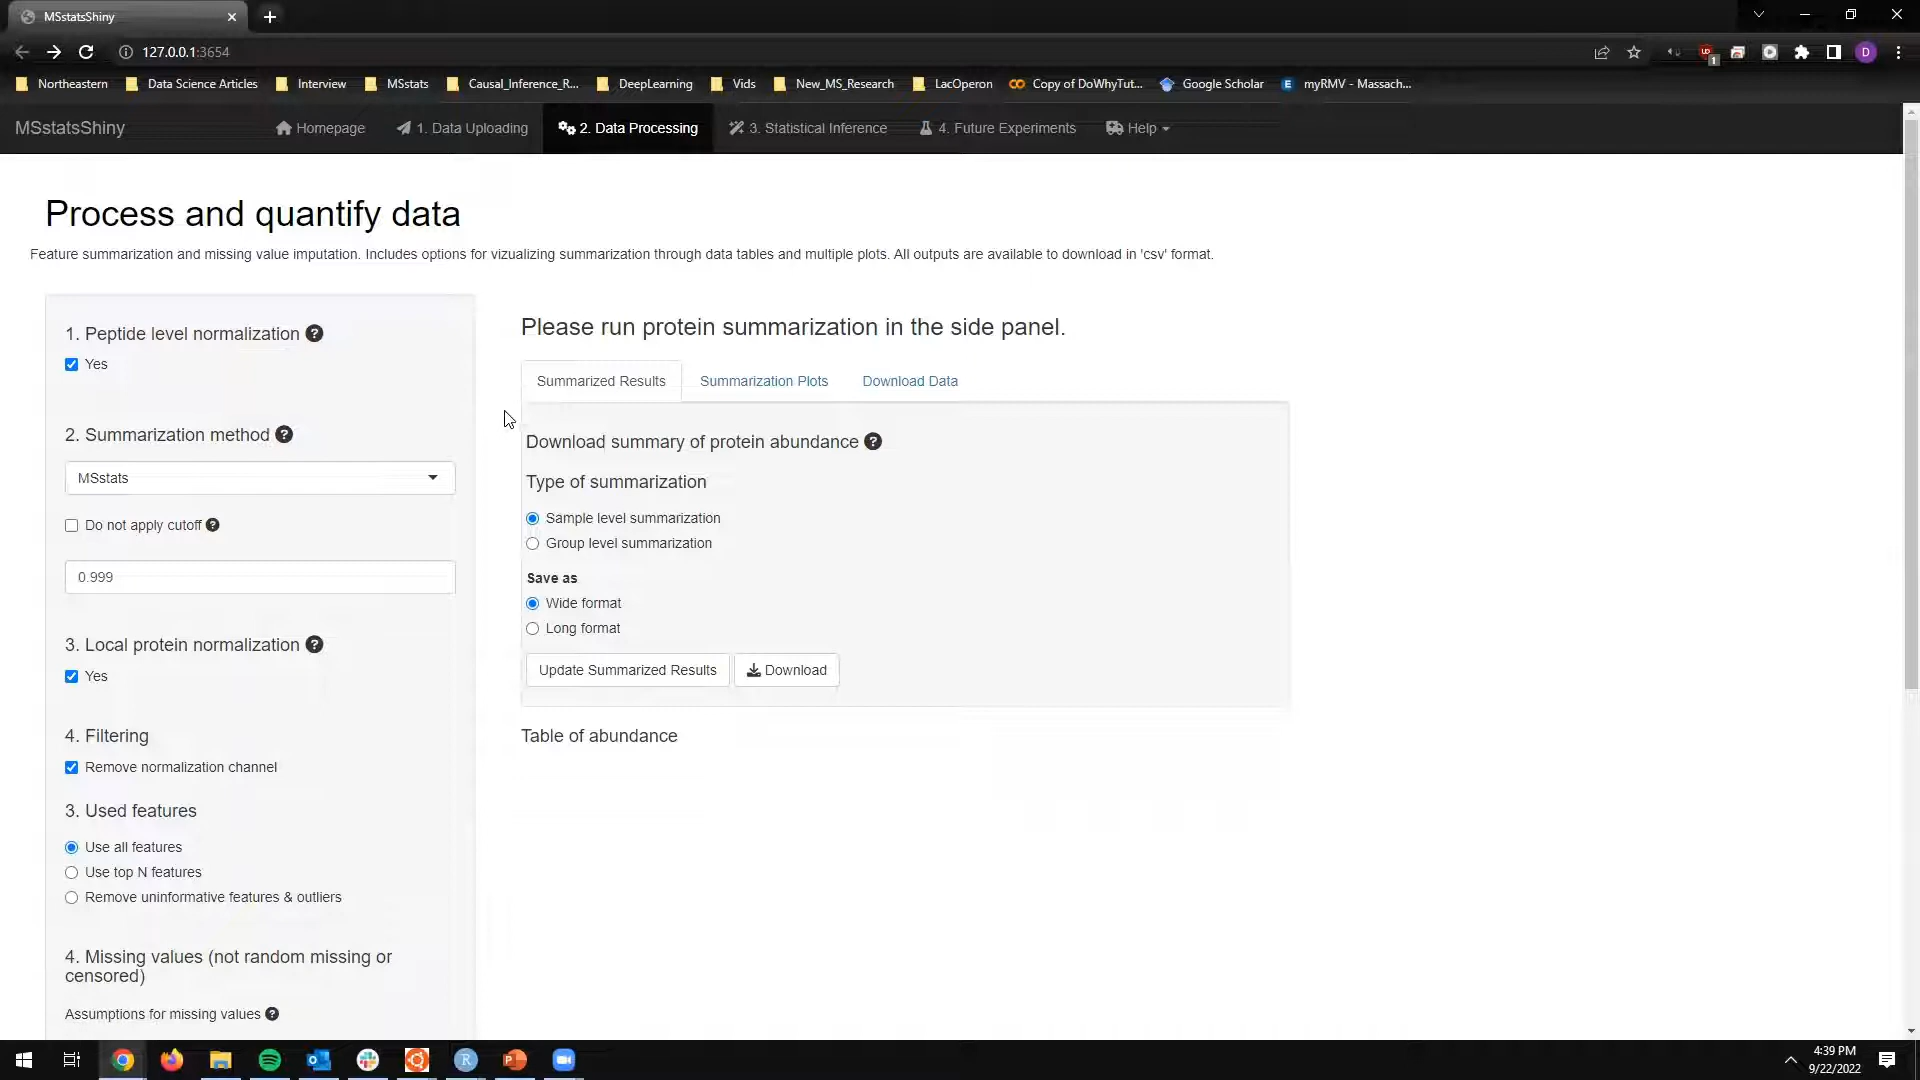 MSstatsShiny
127.0.0.1:3654
Northeastern Data Science Articles Interview MSstats Causal_Inference_R... DeepLearning Vids New_MS_Research LacOperon Copy of DoWhyTut... Google Scholar myRMV - Massach...
MSstatsShiny Homepage 1. Data Uploading 2. Data Processing 3. Statistical Inference 4. Future Experiments Help
Process and quantify data
Feature summarization and missing value imputation. Includes options for vizualizing summarization through data tables and multiple plots. All outputs are available to download in 'csv' format.
1. Peptide level normalization
Yes
2. Summarization method
MSstats
Do not apply cutoff
0.999
3. Local protein normalization
Yes
4. Filtering
Remove normalization channel
3. Used features
Use all features
Use top N features
Remove uninformative features & outliers
4. Missing values (not random missing or
censored)
Assumptions for missing values
Please run protein summarization in the side panel.
Summarized Results Summarization Plots Download Data
Download summary of protein abundance
Type of summarization
Sample level summarization
Group level summarization
Save as
Wide format
Long format
Update Summarized Results Download
Table of abundance
4:39 PM
9/22/2022